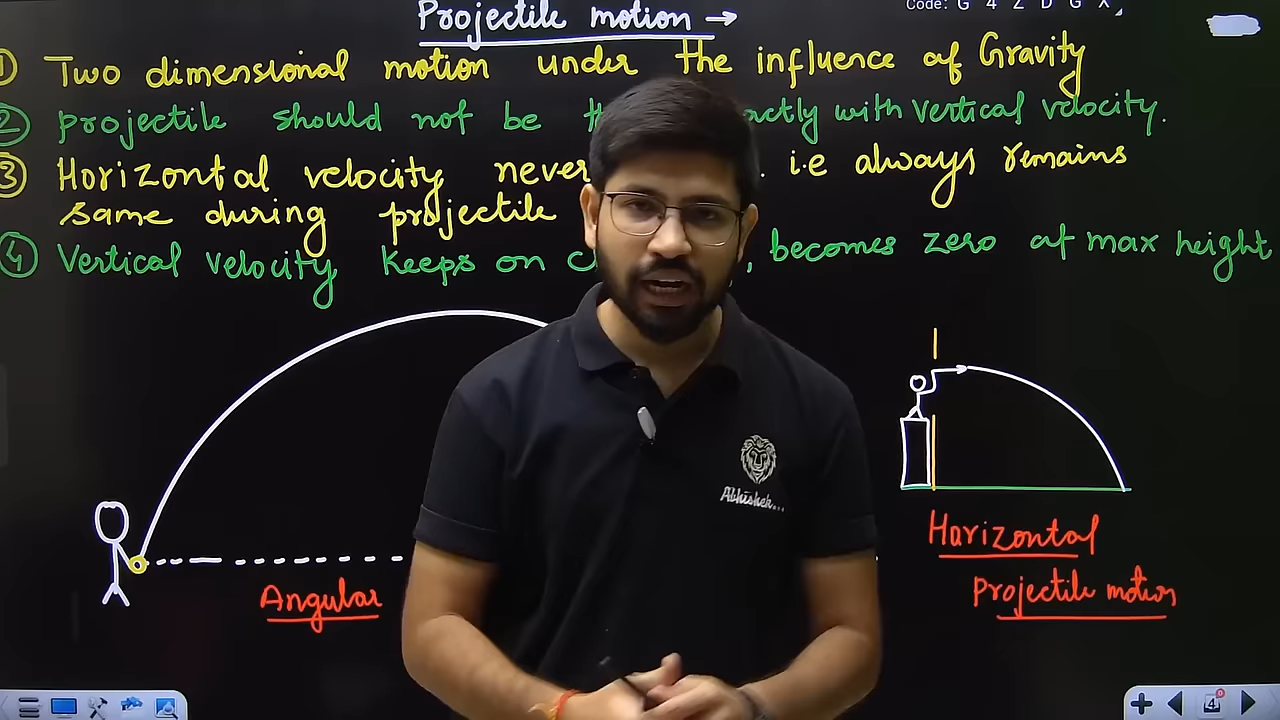 Projectile motion →
Code: G 4 Z D G X
① Two dimensional motion under the influence of Gravity
② projectile should not be actly with vertical velocity.
③ Horizontal velocity never i.e always remains
same during projectile
④ Vertical velocity keeps on , becomes zero at max height
Abhishek...
Angular
Horizontal
Projectile motion
4